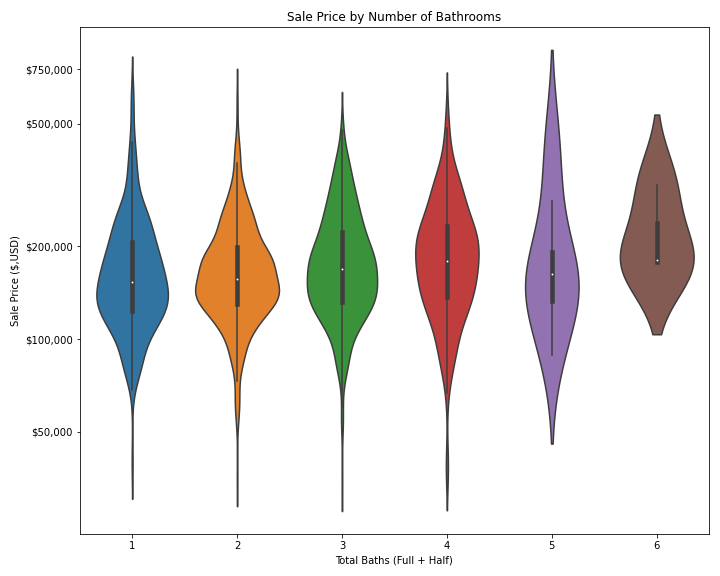 Sale Price by Number of Bathrooms
$750,000
$500,000
$200,000
$100,000
$50,000
Sale Price ($,USD)
1 2 3 4 5 6
Total Baths (Full + Half)